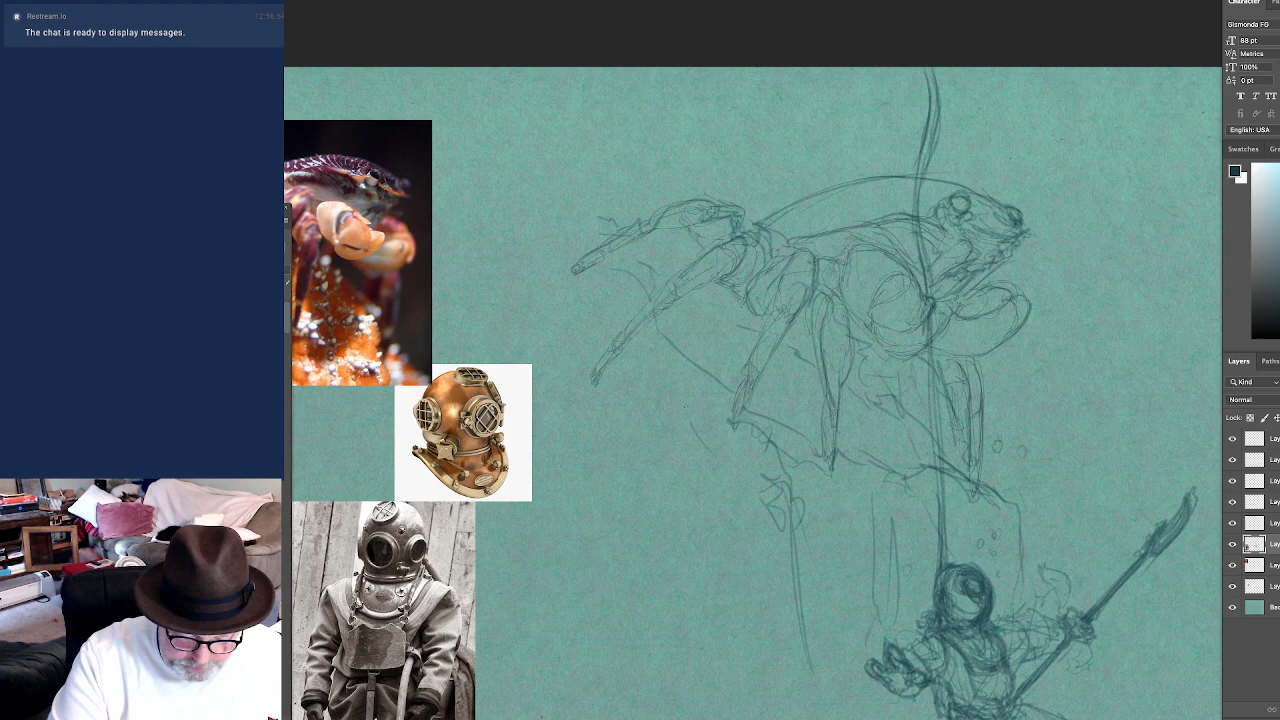 Restream.io
The chat is ready to display messages.
Character
Gismonda FG
88 pt
Metrics
100%
0 pt
English: USA
Swatches
Layers
Paths
Kind
Normal
Lock: